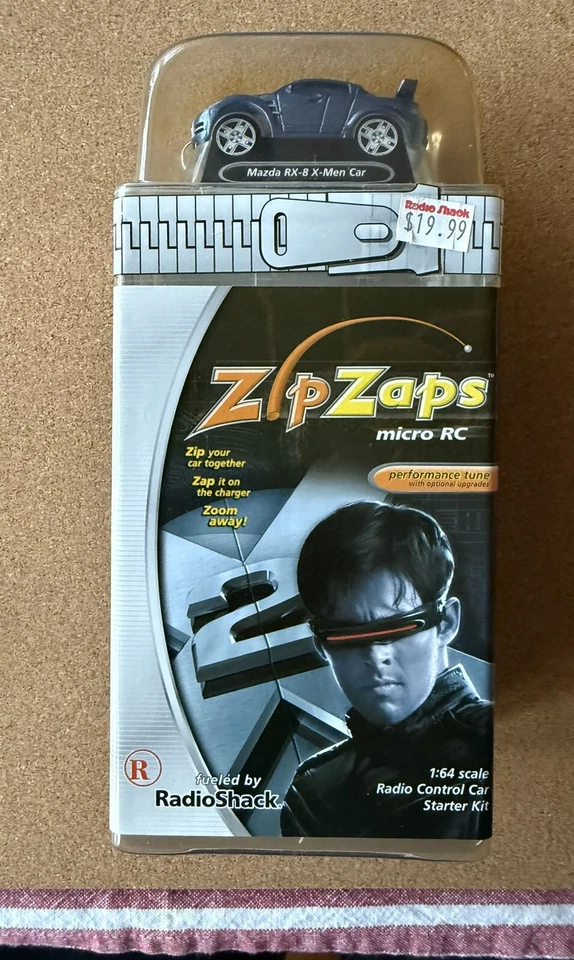 Mazda RX-8 X-Men Car
Radio Shack
$19.99
ZipZaps™
micro RC
Zip your
car together
Zap it on
the charger
Zoom
away!
performance tune
with optional upgrades
2
R
fueled by
RadioShack
1:64 scale
Radio Control Car
Starter Kit